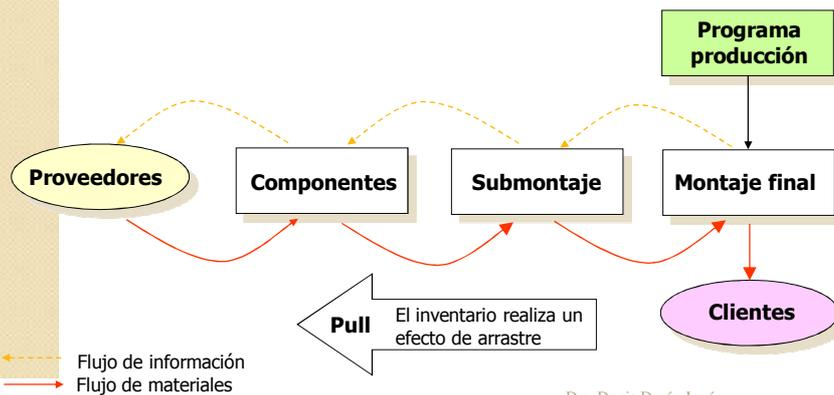 Programa
producción
Proveedores
Componentes
Submontaje
Montaje final
Pull
El inventario realiza un
efecto de arrastre
Clientes
Flujo de información
Flujo de materiales